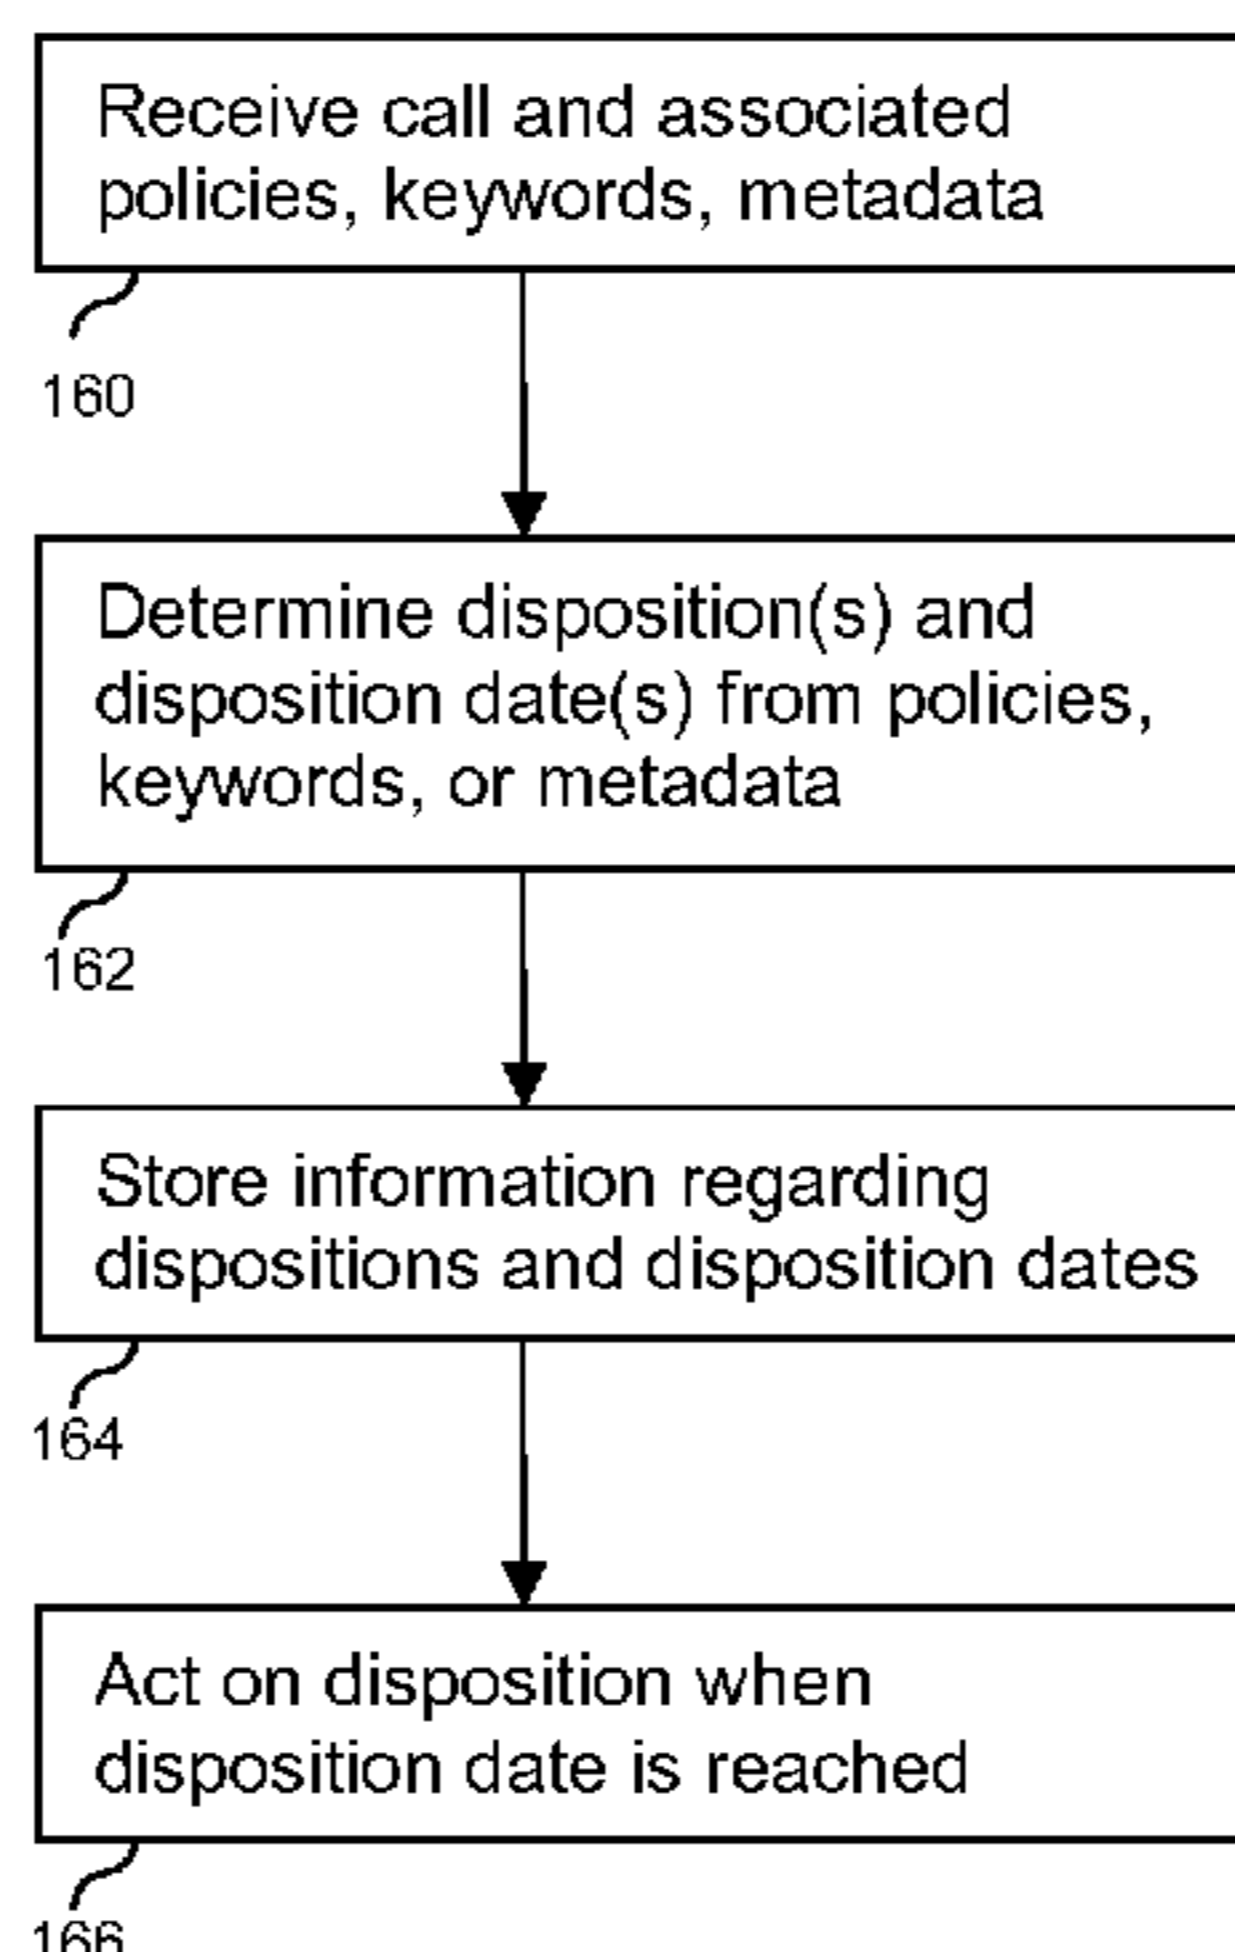 Receive call and associated
policies, keywords, metadata
160
Determine disposition(s) and
disposition date(s) from policies,
keywords, or metadata
162
Store information regarding
dispositions and disposition dates
164
Act on disposition when
disposition date is reached
166